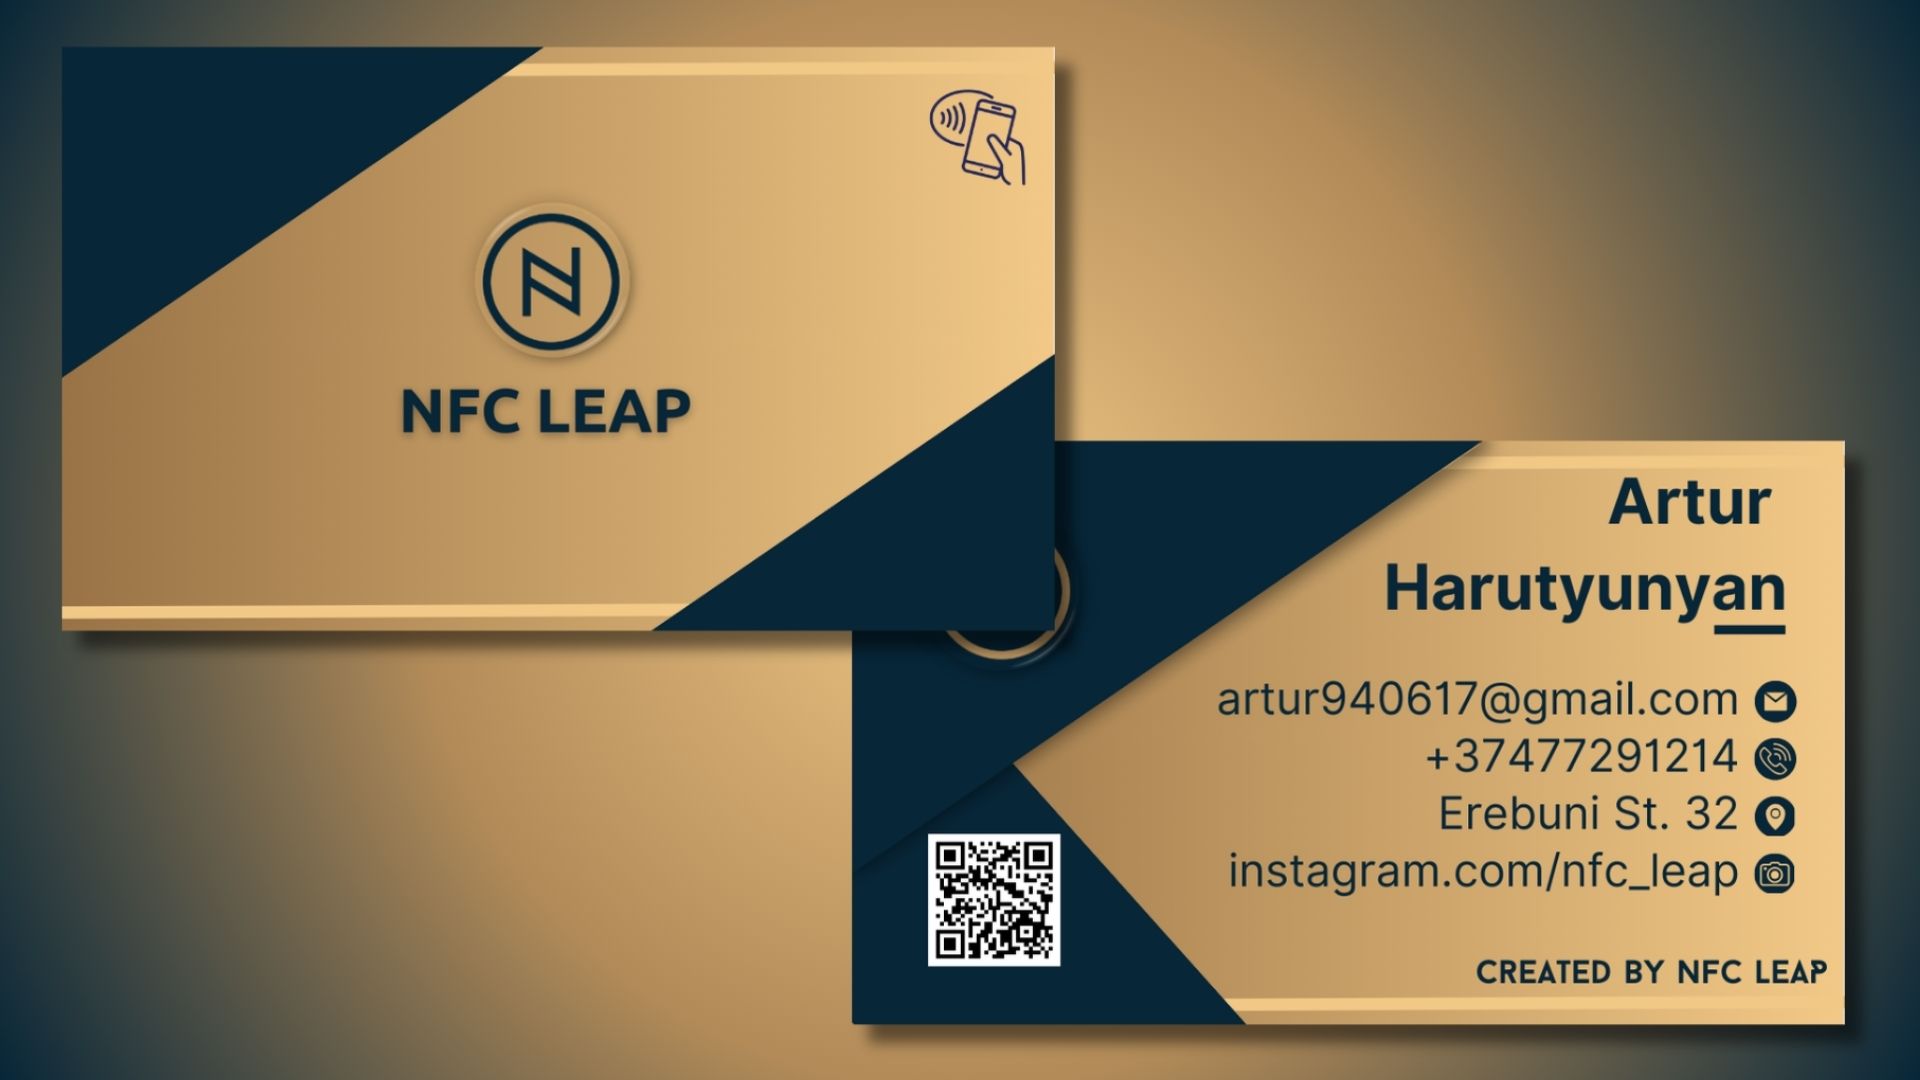 NFC LEAP
Artur
Harutyunyan
artur940617@gmail.com
+37477291214
Erebuni St. 32
instagram.com/nfc_leap
CREATED BY NFC LEAP